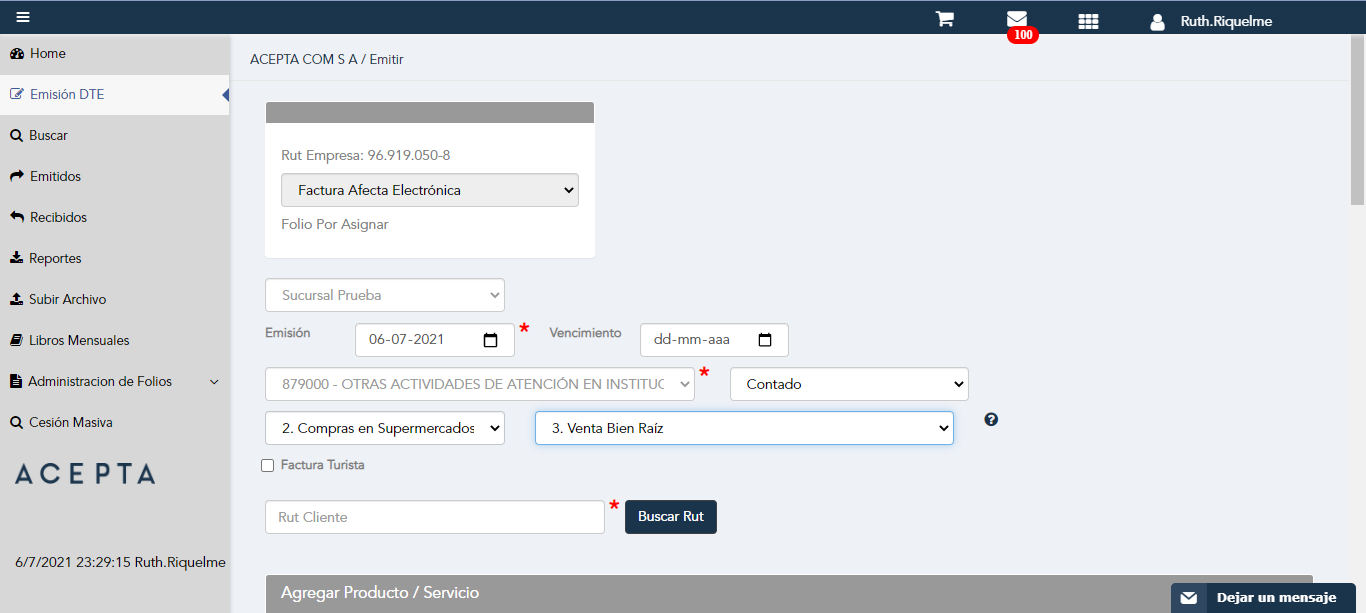 100
Ruth.Riquelme
Home
Emisión DTE
Buscar
Emitidos
Recibidos
Reportes
Subir Archivo
Libros Mensuales
Administracion de Folios
Cesión Masiva
ACEPTA
6/7/2021 23:29:15 Ruth.Riquelme
ACEPTA COM S A / Emitir
Rut Empresa: 96.919.050-8
Factura Afecta Electrónica
Folio Por Asignar
Sucursal Prueba
Emisión 06-07-2021 * Vencimiento dd-mm-aaa
879000 - OTRAS ACTIVIDADES DE ATENCIÓN EN INSTITUC * Contado
2. Compras en Supermercados 3. Venta Bien Raíz ?
Factura Turista
Rut Cliente * Buscar Rut
Agregar Producto / Servicio
Dejar un mensaje